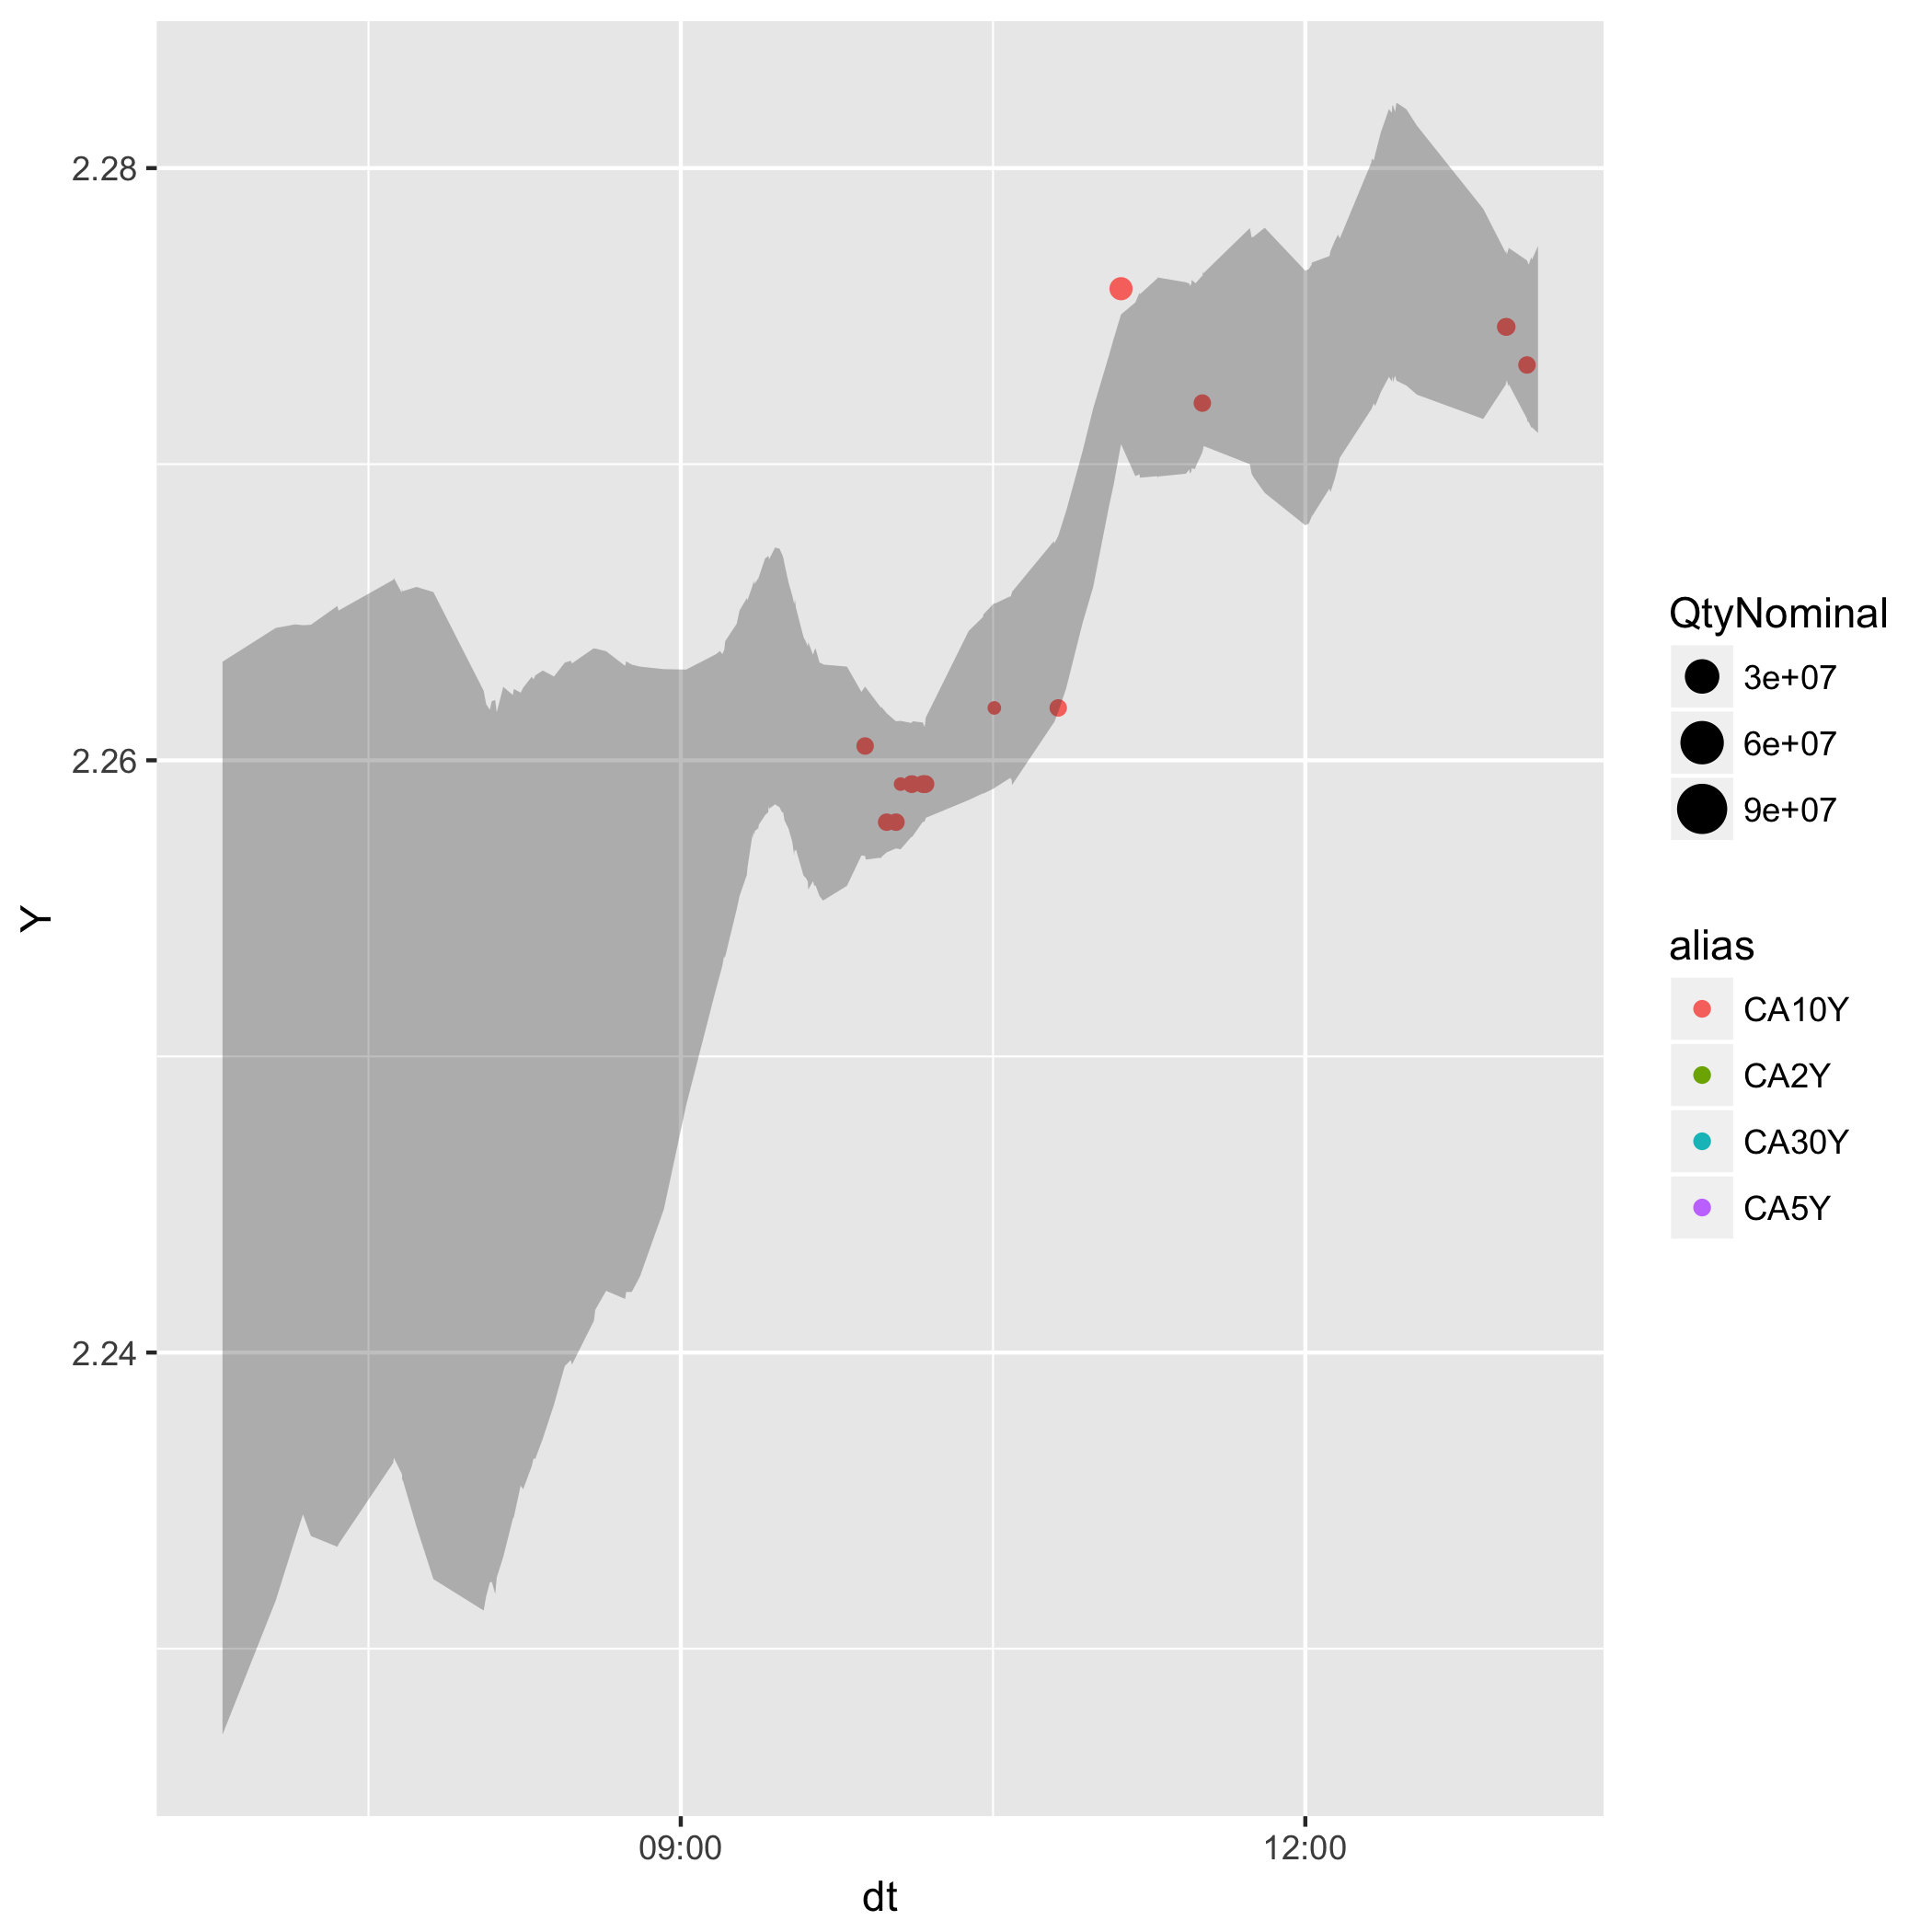 2.28
2.26
2.24
Y
09:00
12:00
dt
QtyNominal
3e+07
6e+07
9e+07
alias
CA10Y
CA2Y
CA30Y
CA5Y